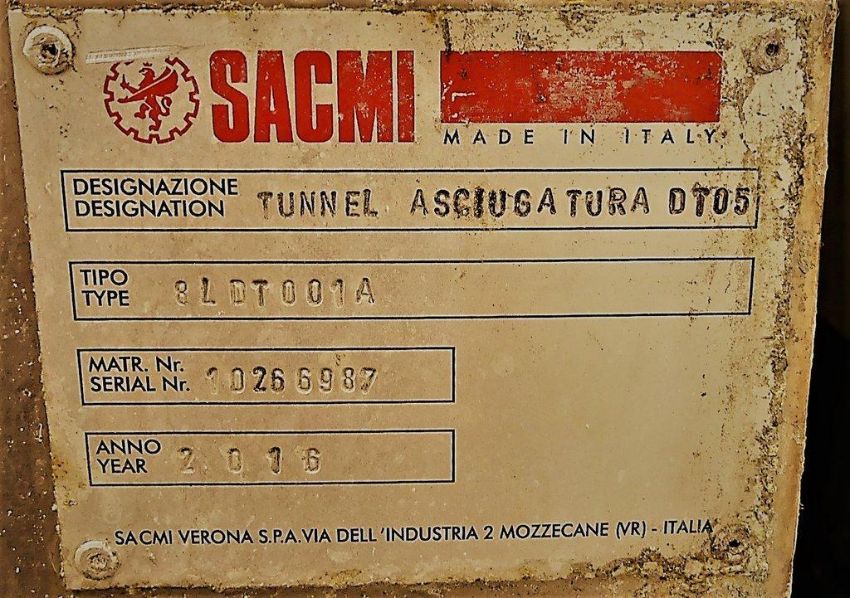 SACMI
MADE IN ITALY
DESIGNAZIONE
DESIGNATION TUNNEL ASCIUGATURA DT05
TIPO
TYPE 8LDT001A
MATR. Nr.
SERIAL Nr. 10266987
ANNO
YEAR 2016
SACMI VERONA S.P.A. VIA DELL'INDUSTRIA 2 MOZZECANE (VR) - ITALIA